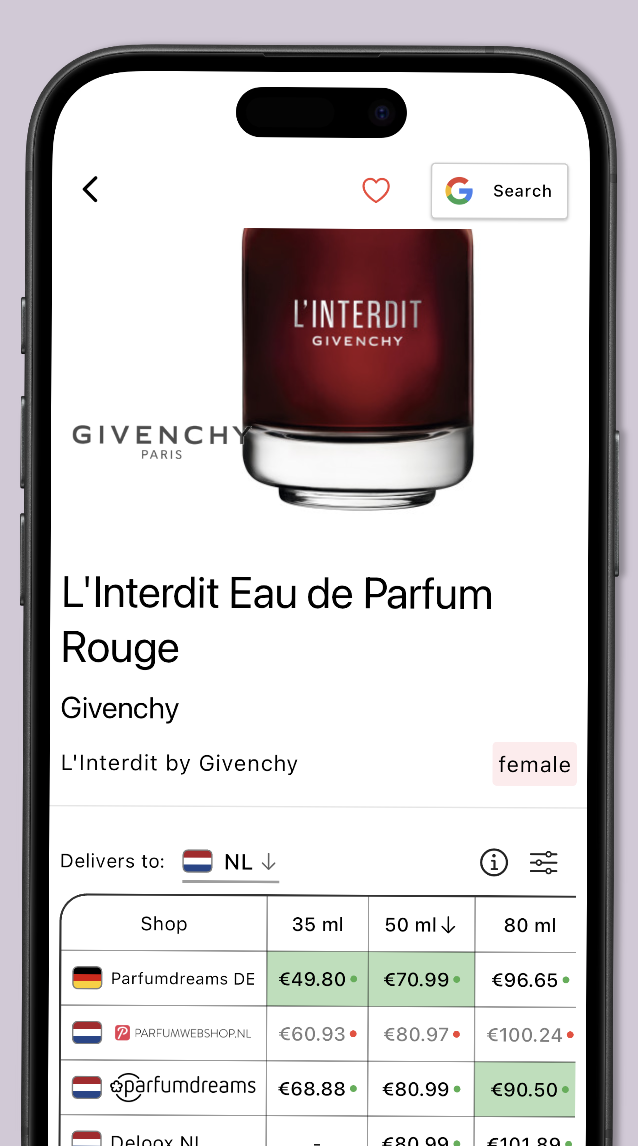 Search
L'INTERDIT
GIVENCHY
GIVENCHY
PARIS
L'Interdit Eau de Parfum
Rouge
Givenchy
L'Interdit by Givenchy
female
Delivers to: NL ↓
Shop 35 ml 50 ml ↓ 80 ml
Parfumdreams DE €49.80 €70.99 €96.65
PARFUMWEBSHOP.NL €60.93 €80.97 €100.24
parfumdreams €68.88 €80.99 €90.50
Deloox NL - €80.99 €101.89